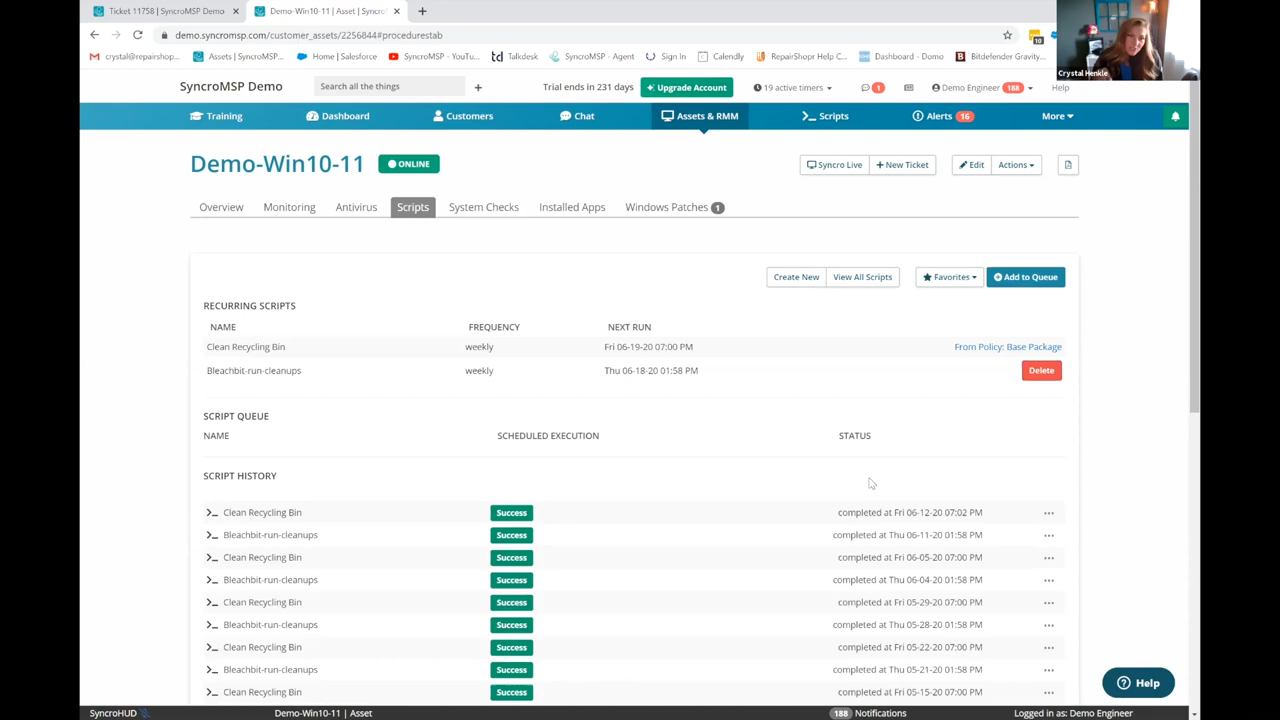 Ticket 11758 | SyncroMSP Demo
Demo-Win10-11 | Asset | Syncro
demo.syncromsp.com/customer_assets/2256844#procedurestab
10
crystal@repairshop...
Assets | SyncroMSP...
Home | Salesforce
SyncroMSP - YouTu...
Talkdesk
SyncroMSP - Agent
Sign In
Calendly
RepairShopr Help C...
Dashboard - Domo
Bitdefender Gravity...
Crystal Henkle
SyncroMSP Demo
Search all the things
Trial ends in 231 days
Upgrade Account
19 active timers
1
Demo Engineer 188
Help
Training
Dashboard
Customers
Chat
Assets & RMM
Scripts
Alerts 16
More
Demo-Win10-11
ONLINE
Syncro Live
+ New Ticket
Edit
Actions
Overview
Monitoring
Antivirus
Scripts
System Checks
Installed Apps
Windows Patches 1
Create New
View All Scripts
Favorites
Add to Queue
RECURRING SCRIPTS
NAME FREQUENCY NEXT RUN
Clean Recycling Bin weekly Fri 06-19-20 07:00 PM From Policy: Base Package
Bleachbit-run-cleanups weekly Thu 06-18-20 01:58 PM Delete
SCRIPT QUEUE
NAME SCHEDULED EXECUTION STATUS
SCRIPT HISTORY
Clean Recycling Bin Success completed at Fri 06-12-20 07:02 PM ...
Bleachbit-run-cleanups Success completed at Thu 06-11-20 01:58 PM ...
Clean Recycling Bin Success completed at Fri 06-05-20 07:00 PM ...
Bleachbit-run-cleanups Success completed at Thu 06-04-20 01:58 PM ...
Clean Recycling Bin Success completed at Fri 05-29-20 07:00 PM ...
Bleachbit-run-cleanups Success completed at Thu 05-28-20 01:58 PM ...
Clean Recycling Bin Success completed at Fri 05-22-20 07:00 PM ...
Bleachbit-run-cleanups Success completed at Thu 05-21-20 01:58 PM ...
Clean Recycling Bin Success completed at Fri 05-15-20 07:00 PM ...
Help
SyncroHUD
Demo-Win10-11 | Asset
188 Notifications
Logged in as: Demo Engineer